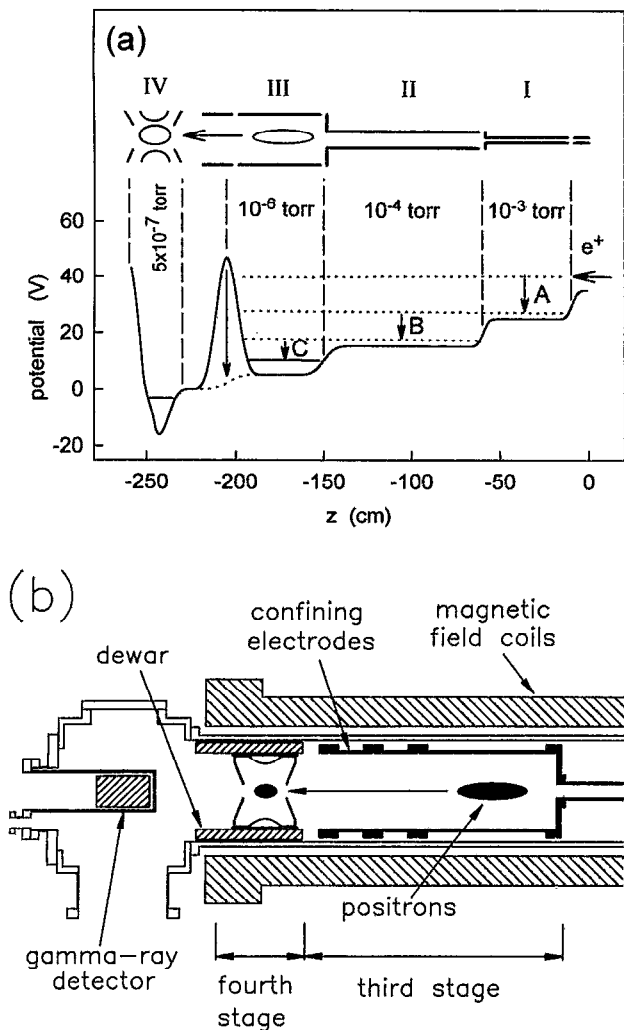 (a)
IV III II I
5x10⁻⁷ torr
10⁻⁶ torr 10⁻⁴ torr 10⁻³ torr
e⁺
A
B
C
potential (V)
60
40
20
0
-20
-250 -200 -150 -100 -50 0
z (cm)
(b)
confining
electrodes
magnetic
field coils
dewar
positrons
gamma-ray
detector
fourth
stage
third stage